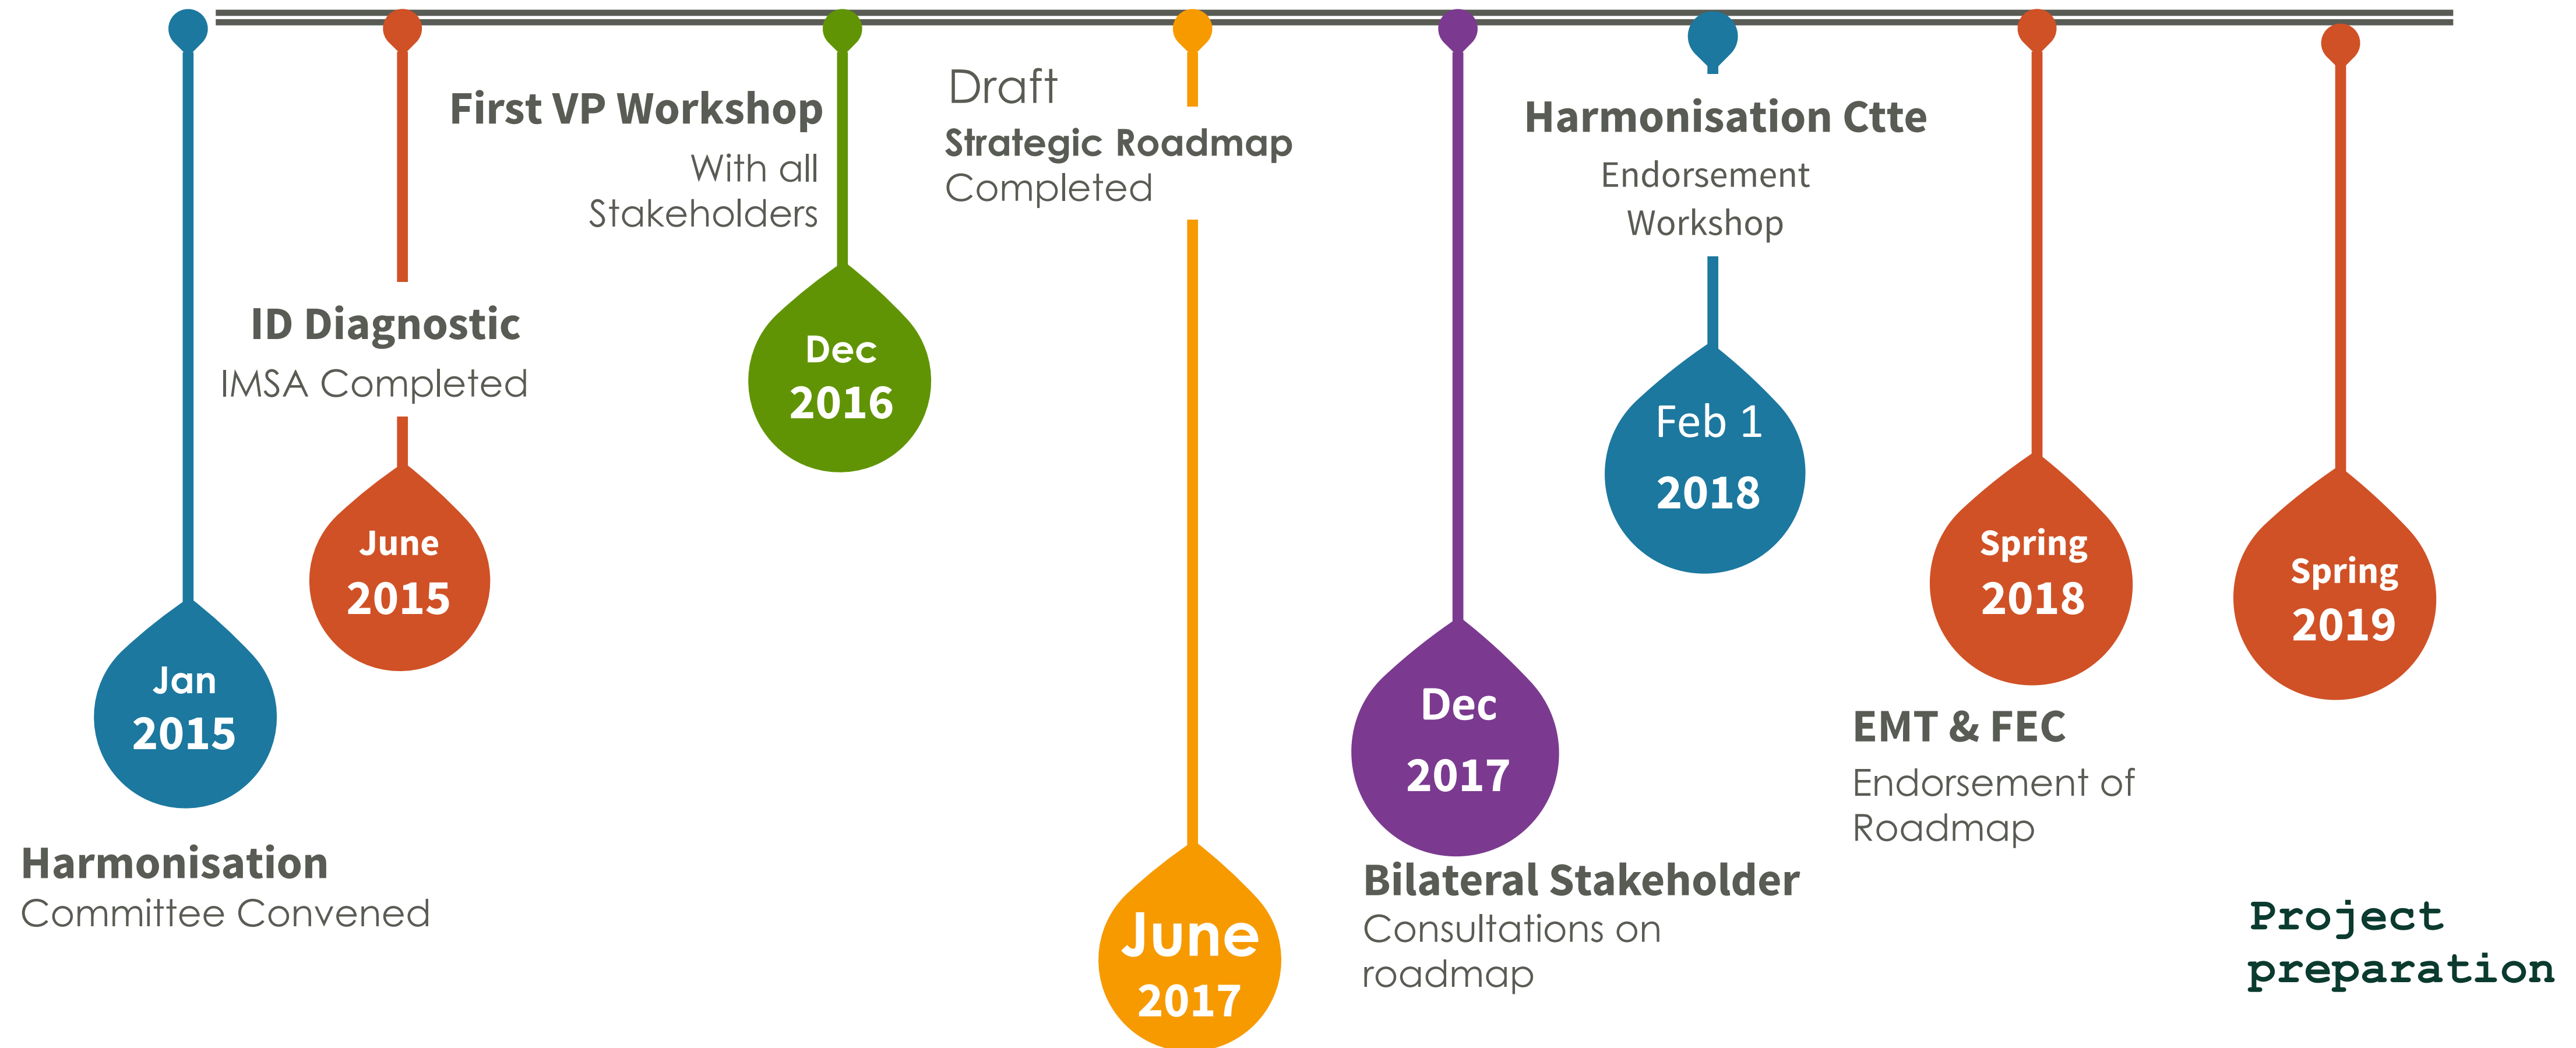 Jan
2015
Harmonisation
Committee Convened
ID Diagnostic
IMSA Completed
June
2015
First VP Workshop
With all
Stakeholders
Dec
2016
Draft
Strategic Roadmap
Completed
June
2017
Dec
2017
Bilateral Stakeholder
Consultations on
roadmap
Harmonisation Ctte
Endorsement
Workshop
Feb 1
2018
Spring
2018
EMT & FEC
Endorsement of
Roadmap
Spring
2019
Project
preparation